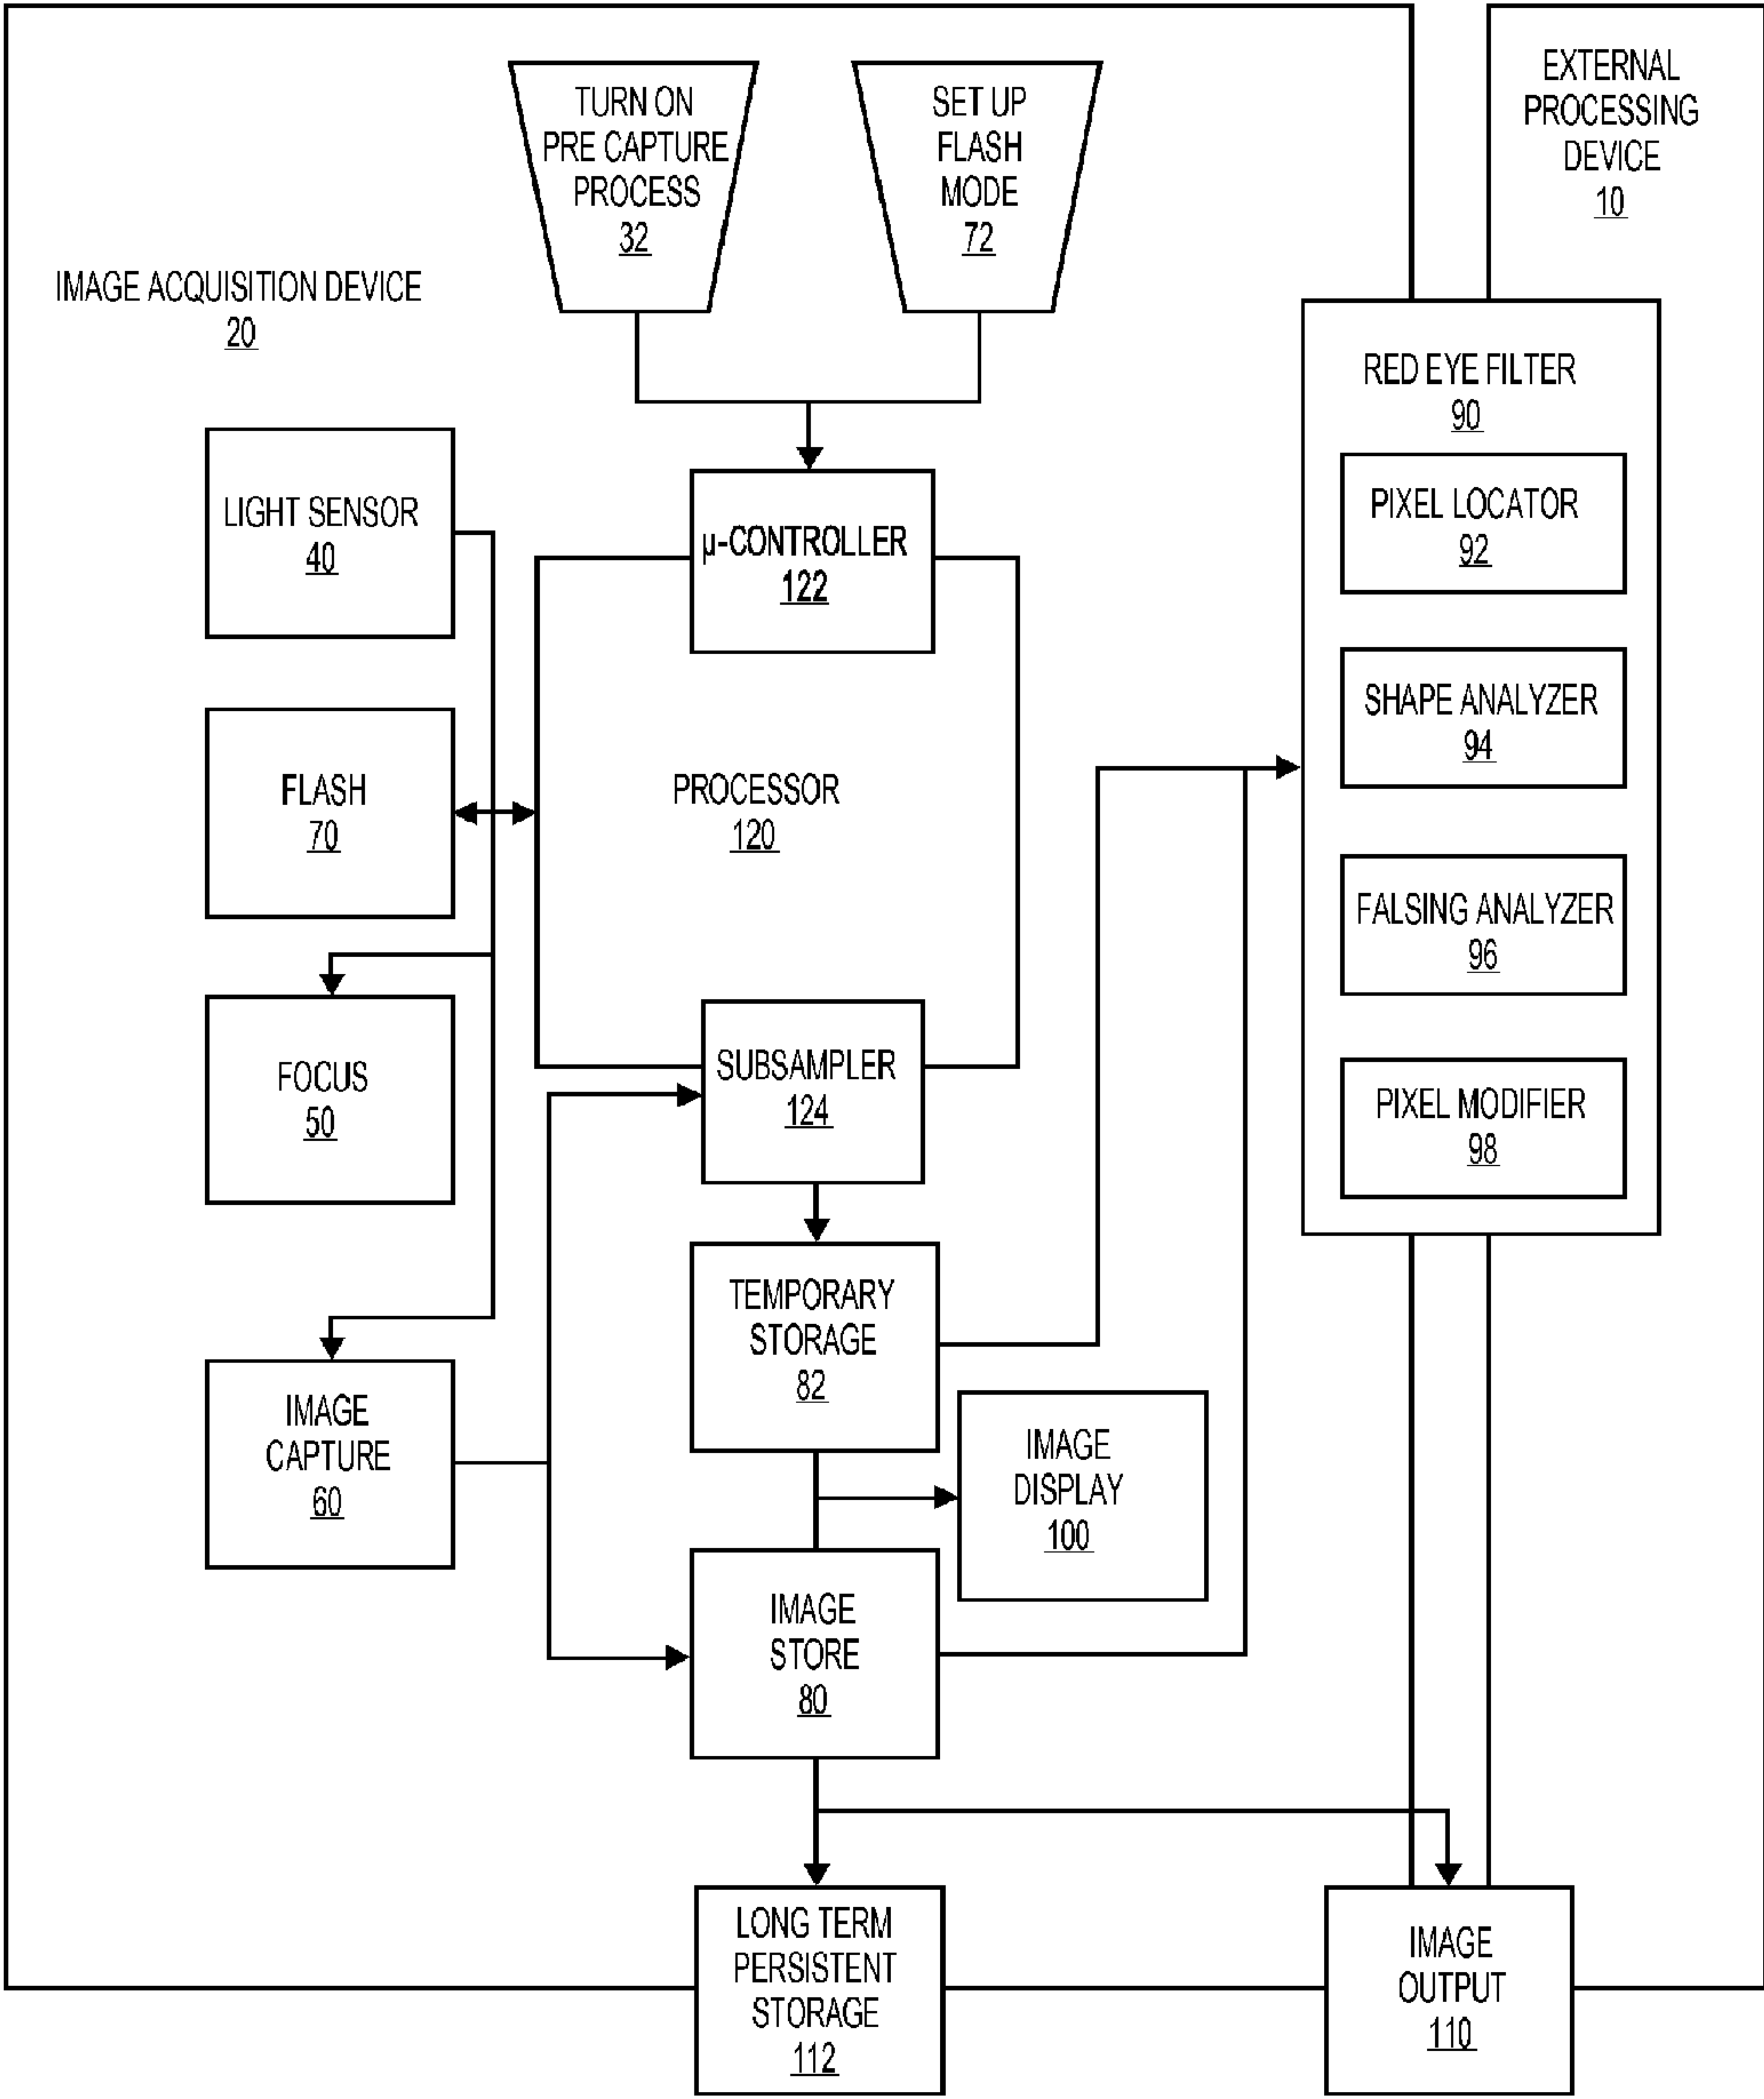 EXTERNAL
PROCESSING
DEVICE
10
TURN ON
PRE CAPTURE
PROCESS
32
SET UP
FLASH
MODE
72
IMAGE ACQUISITION DEVICE
20
RED EYE FILTER
90
PIXEL LOCATOR
92
SHAPE ANALYZER
94
FALSING ANALYZER
96
PIXEL MODIFIER
98
LIGHT SENSOR
40
µ-CONTROLLER
122
FLASH
70
PROCESSOR
120
FOCUS
50
SUBSAMPLER
124
TEMPORARY
STORAGE
82
IMAGE
CAPTURE
60
IMAGE
DISPLAY
100
IMAGE
STORE
80
LONG TERM
PERSISTENT
STORAGE
112
IMAGE
OUTPUT
110